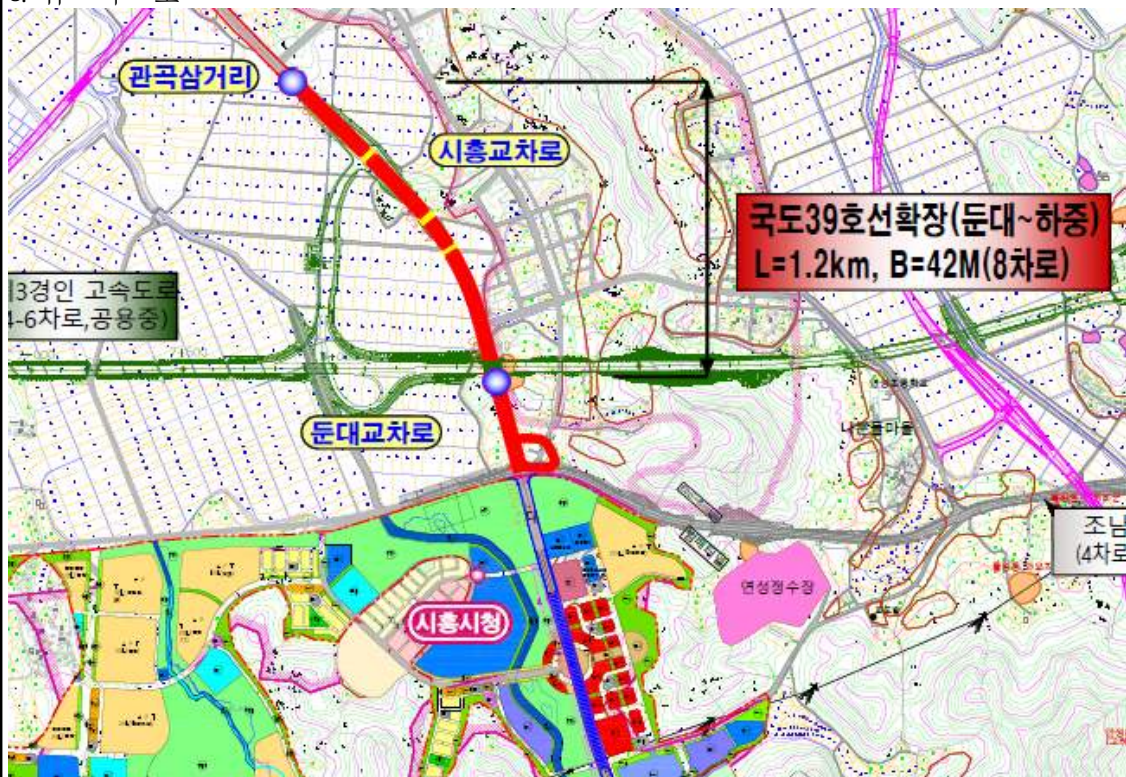 관곡삼거리
시흥교차로
국도39호선확장(둔대~하중)
L=1.2km, B=42M(8차로)
3경인 고속도로
4-6차로,공용중)
둔대교차로
조남
(4차로
연성정수장
시흥시청